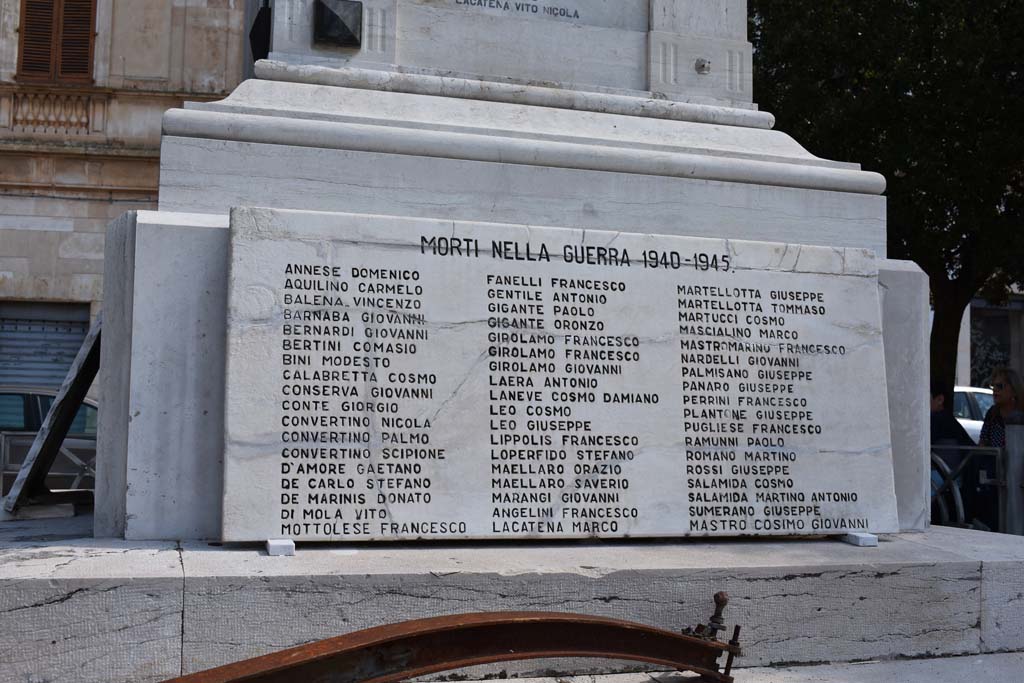 LACATENA VITO NICOLA
MORTI NELLA GUERRA 1940-1945.
ANNESE DOMENICO
AQUILINO CARMELO
BALENA VINCENZO
BARNABA GIOVANNI
BERNARDI GIOVANNI
BERTINI COMASIO
BINI MODESTO
CALABRETTA COSMO
CONSERVA GIOVANNI
CONTE GIORGIO
CONVERTINO NICOLA
CONVERTINO PALMO
CONVERTINO SCIPIONE
D'AMORE GAETANO
DE CARLO STEFANO
DE MARINIS DONATO
DI MOLA VITO
MOTTOLESE FRANCESCO
FANELLI FRANCESCO
GENTILE ANTONIO
GIGANTE PAOLO
GIGANTE ORONZO
GIROLAMO FRANCESCO
GIROLAMO FRANCESCO
GIROLAMO GIOVANNI
LAERA ANTONIO
LANEVE COSMO DAMIANO
LEO COSMO
LEO GIUSEPPE
LIPPOLIS FRANCESCO
LOPERFIDO STEFANO
MAELLARO ORAZIO
MAELLARO SAVERIO
MARANGI GIOVANNI
ANGELINI FRANCESCO
LACATENA MARCO
MARTELLOTTA GIUSEPPE
MARTELLOTTA TOMMASO
MARTUCCI COSMO
MASCIALINO MARCO
MASTROMARINO FRANCESCO
NARDELLI GIOVANNI
PALMISANO GIUSEPPE
PANARO GIUSEPPE
PERRINI FRANCESCO
PLANTONE GIUSEPPE
PUGLIESE FRANCESCO
RAMUNNI PAOLO
ROMANO MARTINO
ROSSI GIUSEPPE
SALAMIDA COSMO
SALAMIDA MARTINO ANTONIO
SUMERANO GIUSEPPE
MASTRO COSIMO GIOVANNI